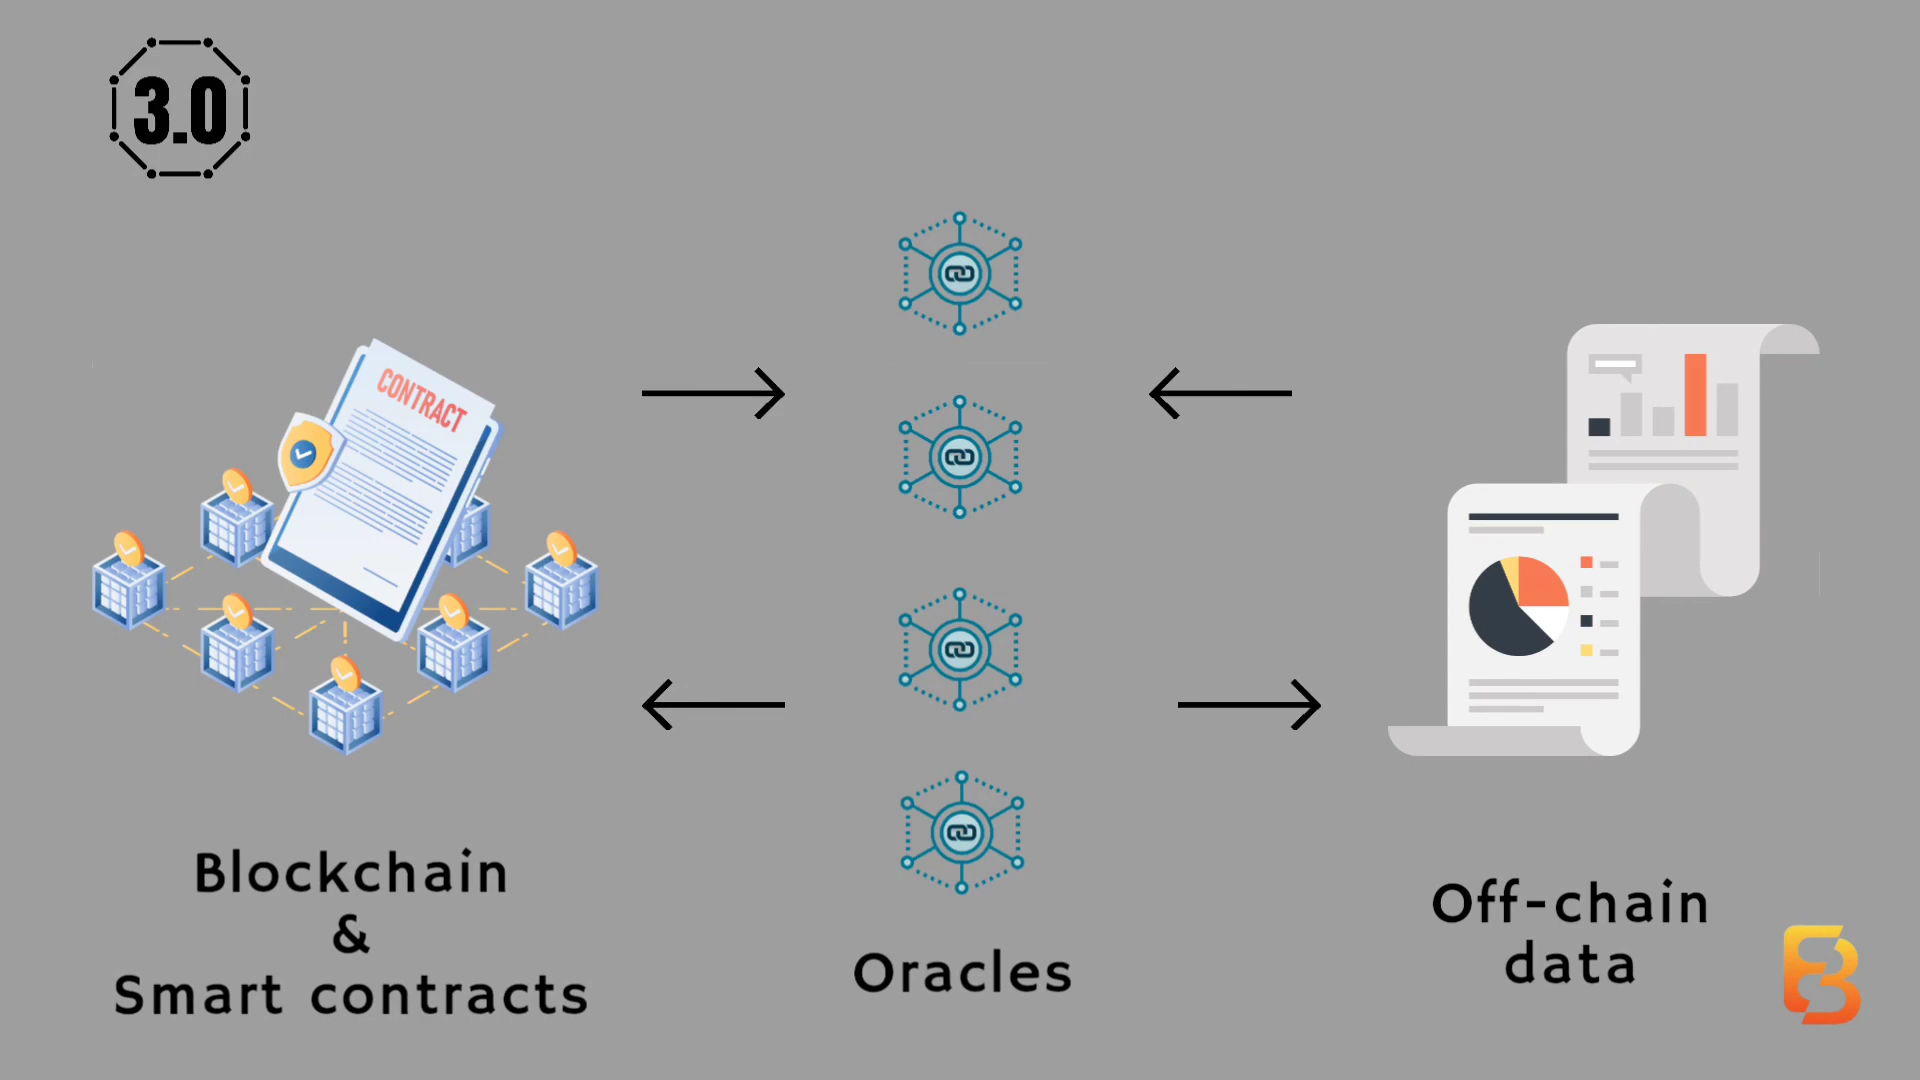 3.0
CONTRACT
Blockchain
&
Smart contracts
Oracles
Off-chain
data